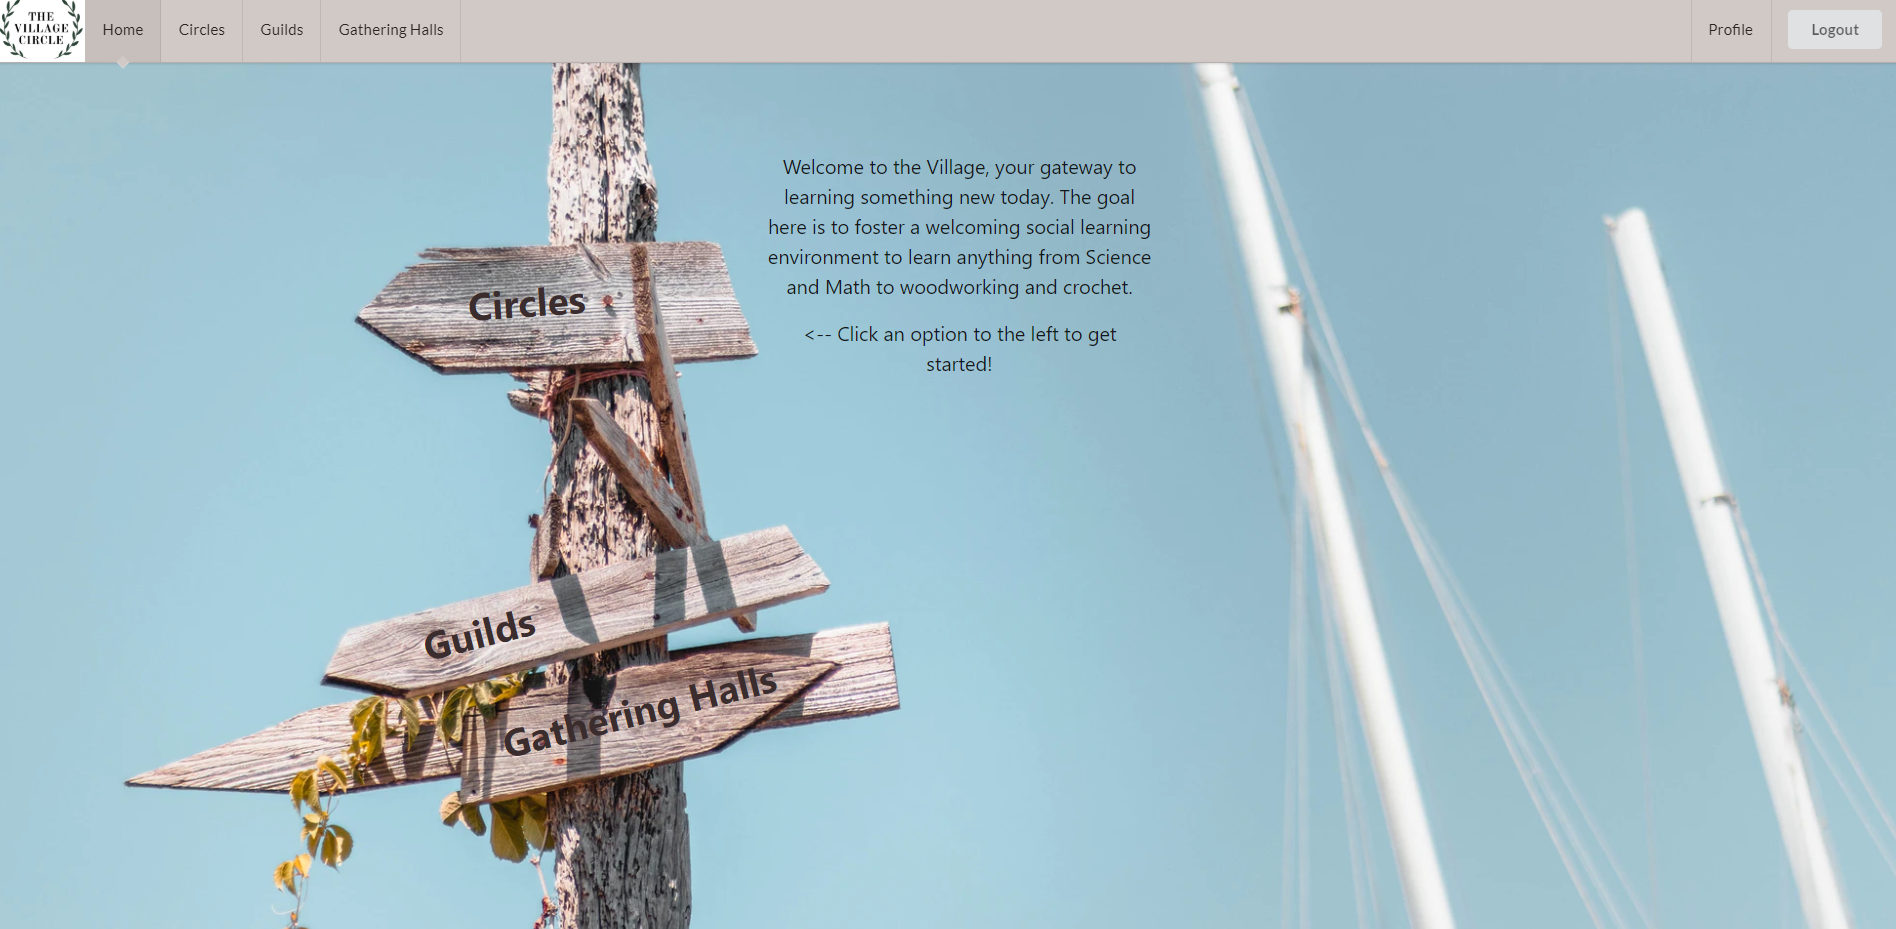 THE
VILLAGE
CIRCLE
Home
Circles
Guilds
Gathering Halls
Profile
Logout
Welcome to the Village, your gateway to
learning something new today. The goal
here is to foster a welcoming social learning
environment to learn anything from Science
and Math to woodworking and crochet.
<-- Click an option to the left to get
started!
Circles
Guilds
Gathering Halls